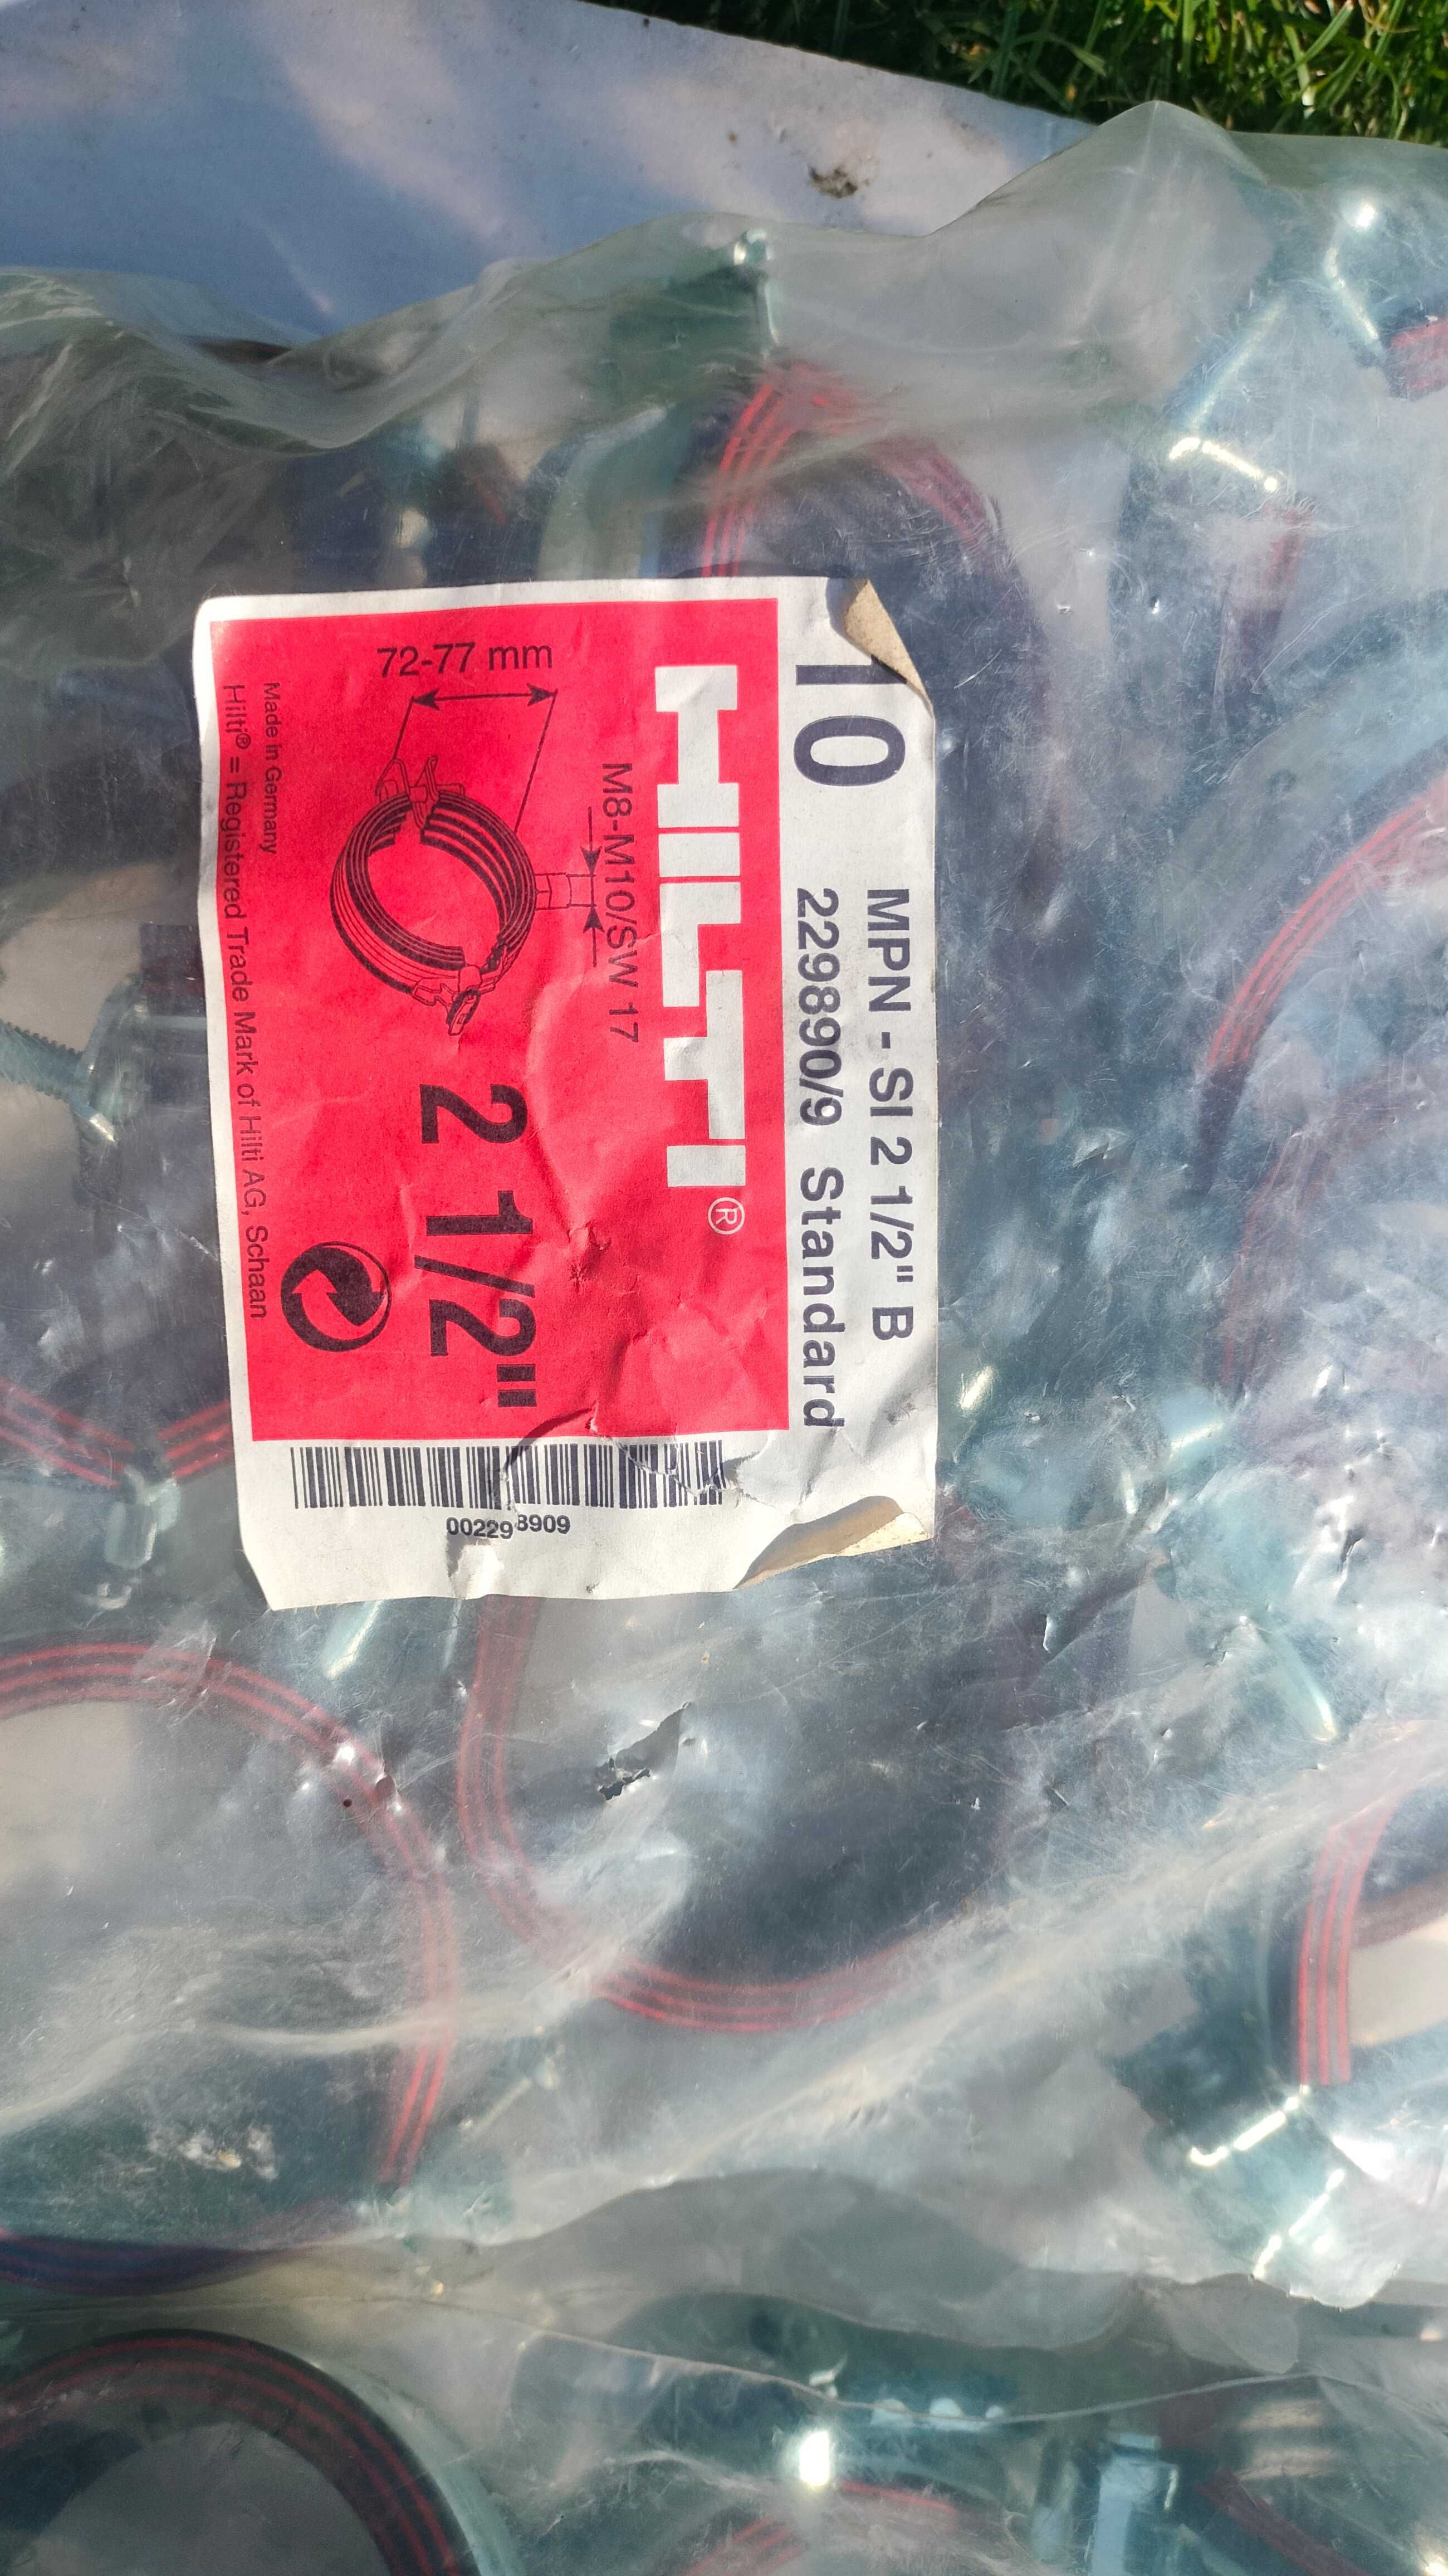 10
MPN - SI 2 1/2" B
229890/9 Standard
HILTI®
M8-M10/SW 17
72-77 mm
2 1/2"
Made in Germany
Hilti® = Registered Trade Mark of Hilti AG, Schaan
002298909